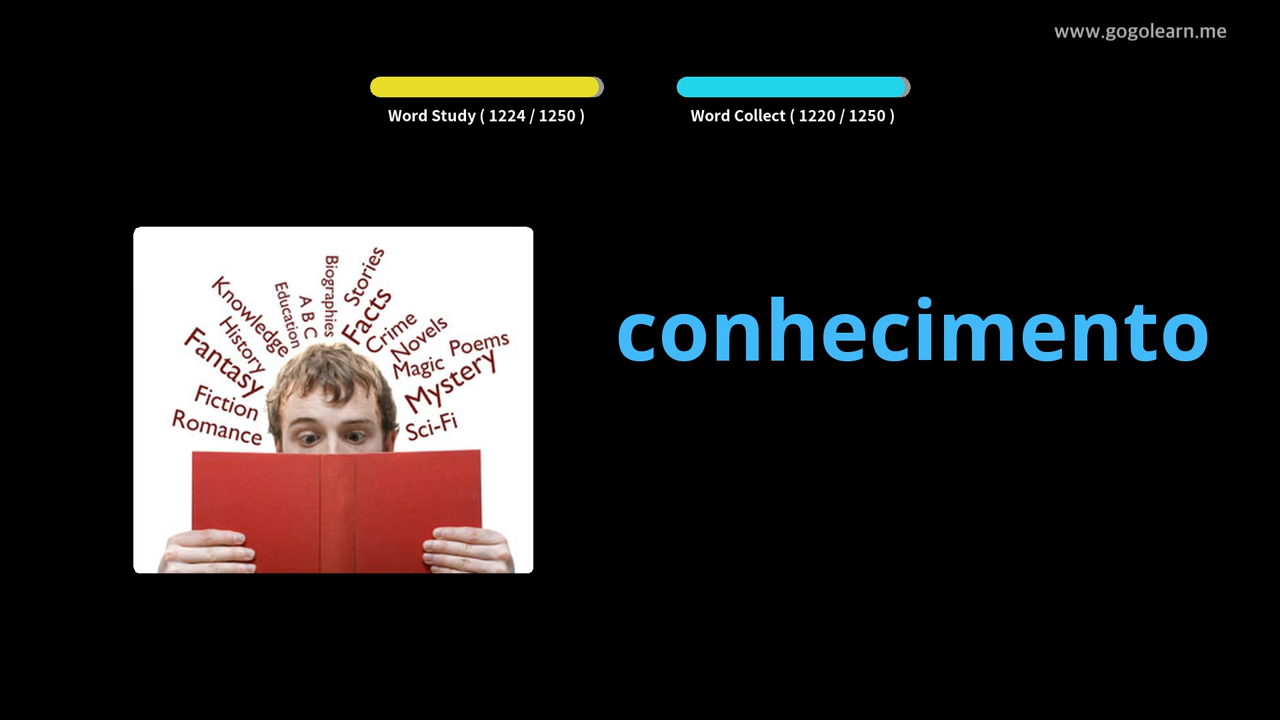 www.gogolearn.me
Word Study ( 1224 / 1250 )
Word Collect ( 1220 / 1250 )
conhecimento
Knowledge
Education
A B C
Biographies
Stories
Facts
Crime
Novels
Poems
Magic
Mystery
Sci-Fi
History
Fantasy
Fiction
Romance